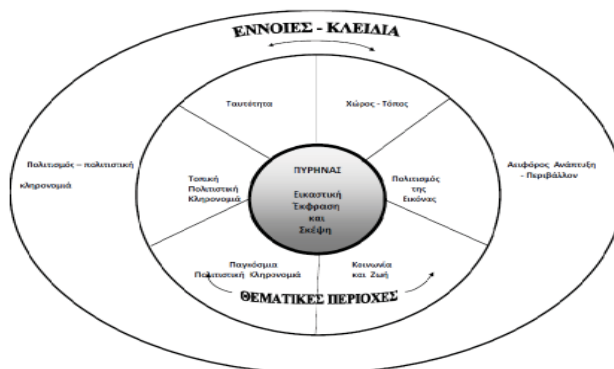 ΕΝΝΟΙΕΣ - ΚΛΕΙΔΙΑ
Ταυτότητα
Χώρος - Τόπος
Πολιτισμός – πολιτιστική
κληρονομιά
Αειφόρος Ανάπτυξη
- Περιβάλλον
Τοπική
Πολιτιστική
Κληρονομιά
ΠΥΡΗΝΑΣ
Εικαστική
Έκφραση
και
Σκέψη
Πολιτισμός
της
Εικόνας
Παγκόσμια
Πολιτιστική Κληρονομιά
Κοινωνία
και Ζωή
ΘΕΜΑΤΙΚΕΣ ΠΕΡΙΟΧΕΣ